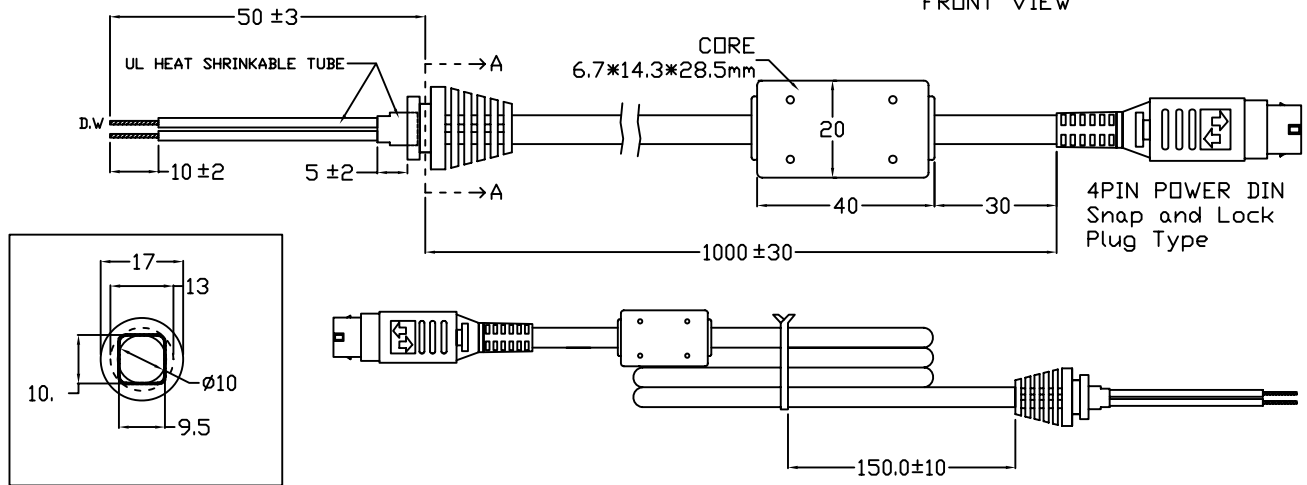 FRONT VIEW
50 ±3
A
UL HEAT SHRINKABLE TUBE
CORE
6.7*14.3*28.5mm
D.W
20
10 ±2
5 ±2
A
40
30
4PIN POWER DIN
Snap and Lock
Plug Type
1000 ±30
17
13
10.
Ø10
9.5
150.0±10